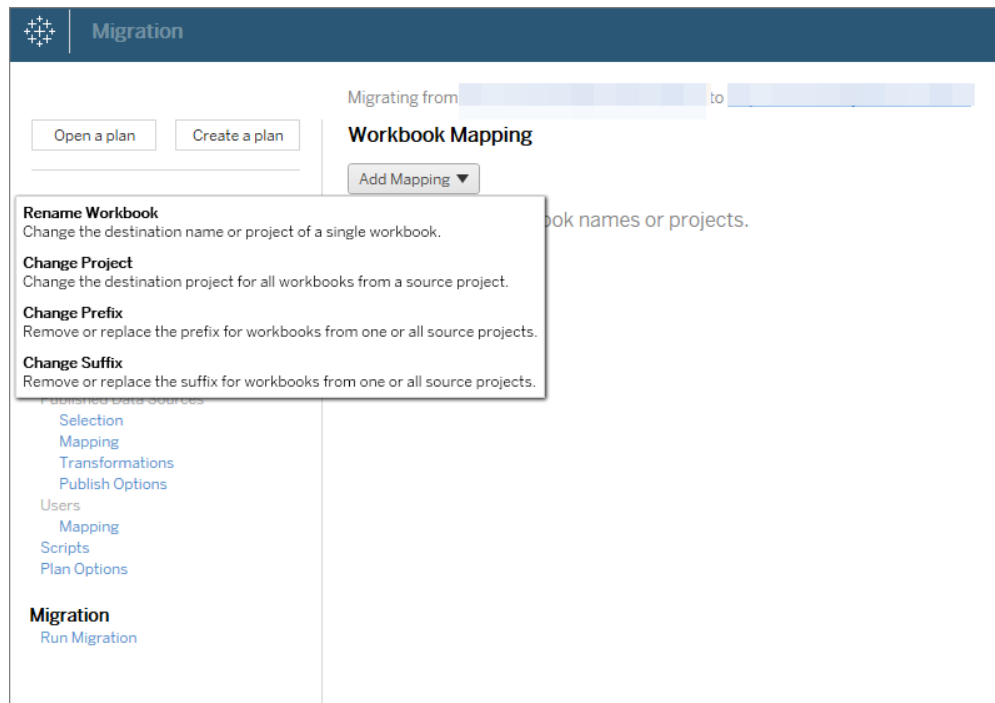 Migration
Migrating from to
Open a plan Create a plan
Workbook Mapping
Add Mapping ▼
Rename Workbook
Change the destination name or project of a single workbook.
ook names or projects.
Change Project
Change the destination project for all workbooks from a source project.
Change Prefix
Remove or replace the prefix for workbooks from one or all source projects.
Change Suffix
Remove or replace the suffix for workbooks from one or all source projects.
Published Data Sources
Selection
Mapping
Transformations
Publish Options
Users
Mapping
Scripts
Plan Options
Migration
Run Migration